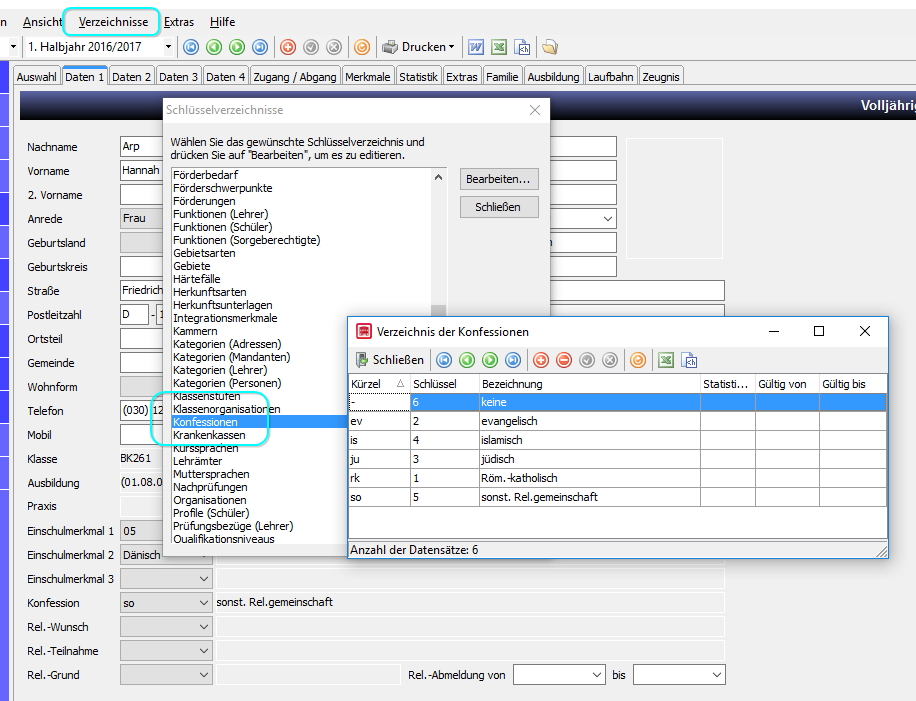 n Ansicht Verzeichnisse Extras Hilfe
1. Halbjahr 2016/2017 Drucken
Auswahl Daten 1 Daten 2 Daten 3 Daten 4 Zugang / Abgang Merkmale Statistik Extras Familie Ausbildung Laufbahn Zeugnis
Volljährig
Nachname Arp
Vorname Hannah
2. Vorname
Anrede Frau
Geburtsland
Geburtskreis
Straße Friedrich
Postleitzahl D - 1
Ortsteil
Gemeinde
Wohnform
Telefon (030) 12
Mobil
Klasse BK261
Ausbildung (01.08.0
Praxis
Einschulmerkmal 1 05
Einschulmerkmal 2 Dänisch
Einschulmerkmal 3
Konfession so sonst. Rel.gemeinschaft
Rel.-Wunsch
Rel.-Teilnahme
Rel.-Grund Rel.-Abmeldung von bis
Schlüsselverzeichnisse
Wählen Sie das gewünschte Schlüsselverzeichnis und
drücken Sie auf "Bearbeiten", um es zu editieren.
Bearbeiten...
Schließen
Förderbedarf
Förderschwerpunkte
Förderungen
Funktionen (Lehrer)
Funktionen (Schüler)
Funktionen (Sorgeberechtigte)
Gebietsarten
Gebiete
Härtefälle
Herkunftsarten
Herkunftsunterlagen
Integrationsmerkmale
Kammern
Kategorien (Adressen)
Kategorien (Mandanten)
Kategorien (Lehrer)
Kategorien (Personen)
Klassenstufen
Klassenorganisationen
Konfessionen
Krankenkassen
Kurssprachen
Lehrämter
Muttersprachen
Nachprüfungen
Organisationen
Profile (Schüler)
Prüfungsbezüge (Lehrer)
Qualifikationsniveaus
Verzeichnis der Konfessionen
Schließen
Kürzel Schlüssel Bezeichnung Statisti... Gültig von Gültig bis
- 6 keine
ev 2 evangelisch
is 4 islamisch
ju 3 jüdisch
rk 1 Röm.-katholisch
so 5 sonst. Rel.gemeinschaft
Anzahl der Datensätze: 6